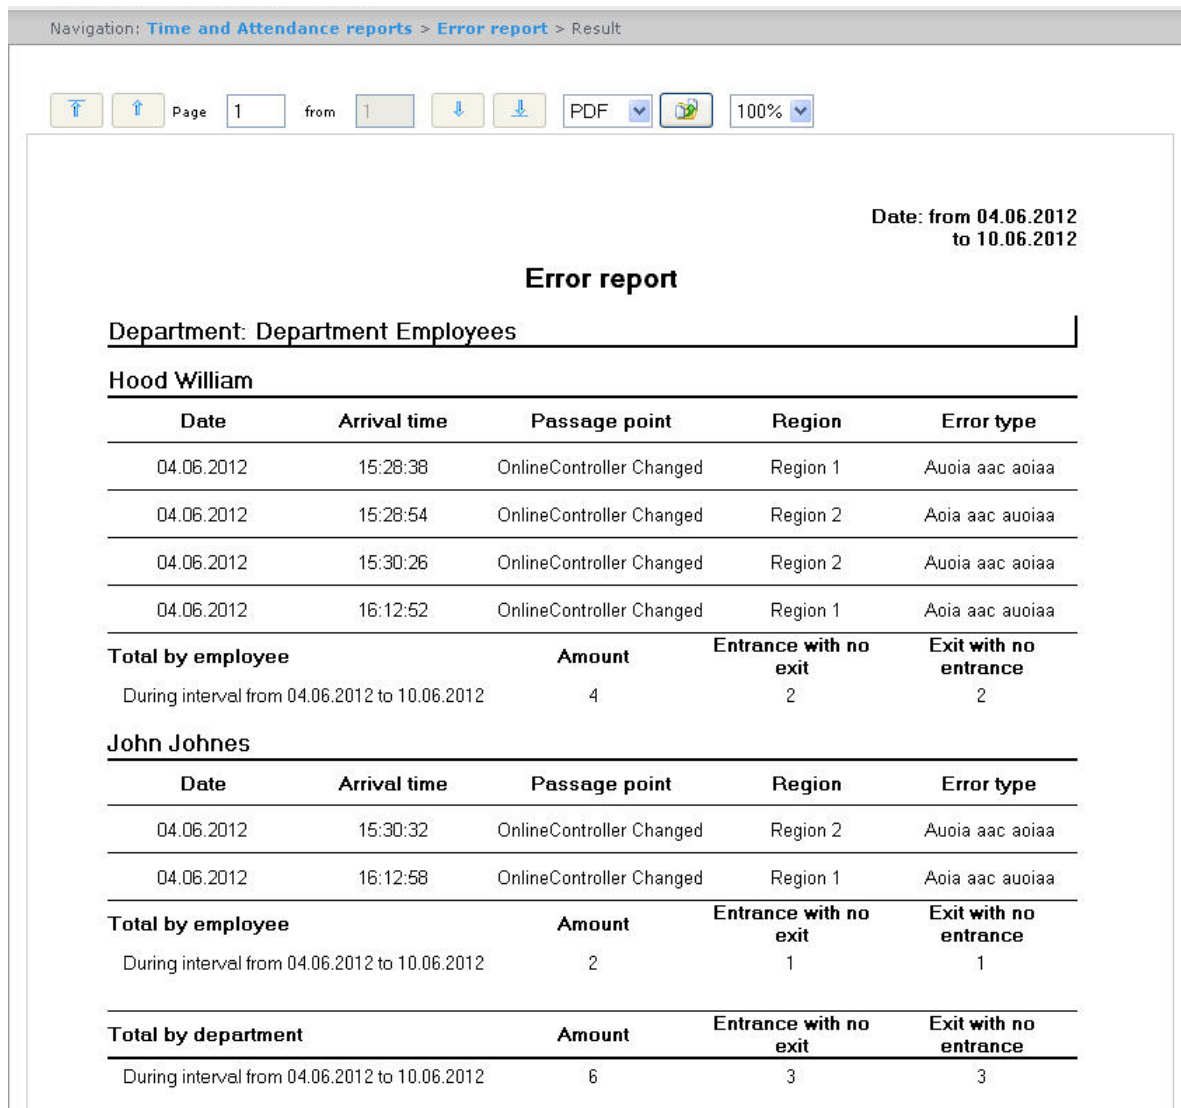 Navigation: Time and Attendance reports > Error report > Result
Page 1 from 1 PDF 100%
Date: from 04.06.2012
to 10.06.2012
Error report
Department: Department Employees
Hood William
Date Arrival time Passage point Region Error type
04.06.2012 15:28:38 OnlineController Changed Region 1 Auoia aac aoiaa
04.06.2012 15:28:54 OnlineController Changed Region 2 Aoia aac auoiaa
04.06.2012 15:30:26 OnlineController Changed Region 2 Auoia aac aoiaa
04.06.2012 16:12:52 OnlineController Changed Region 1 Aoia aac auoiaa
Total by employee Amount Entrance with no exit Exit with no entrance
During interval from 04.06.2012 to 10.06.2012 4 2 2
John Johnes
Date Arrival time Passage point Region Error type
04.06.2012 15:30:32 OnlineController Changed Region 2 Auoia aac aoiaa
04.06.2012 16:12:58 OnlineController Changed Region 1 Aoia aac auoiaa
Total by employee Amount Entrance with no exit Exit with no entrance
During interval from 04.06.2012 to 10.06.2012 2 1 1
Total by department Amount Entrance with no exit Exit with no entrance
During interval from 04.06.2012 to 10.06.2012 6 3 3